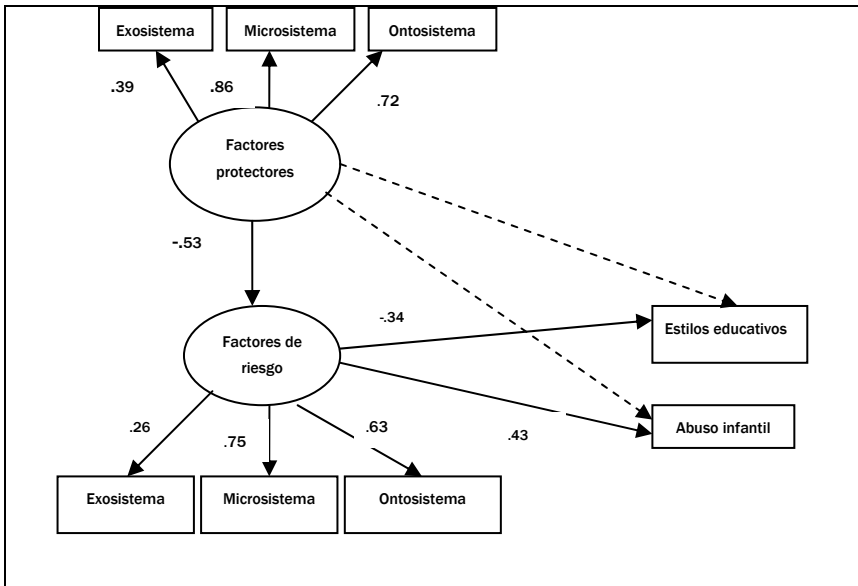 Exosistema
Microsistema
Ontosistema
.39
.86
.72
Factores
protectores
-.53
-.34
Estilos educativos
Factores de
riesgo
Abuso infantil
.26
.75
.63
.43
Exosistema
Microsistema
Ontosistema